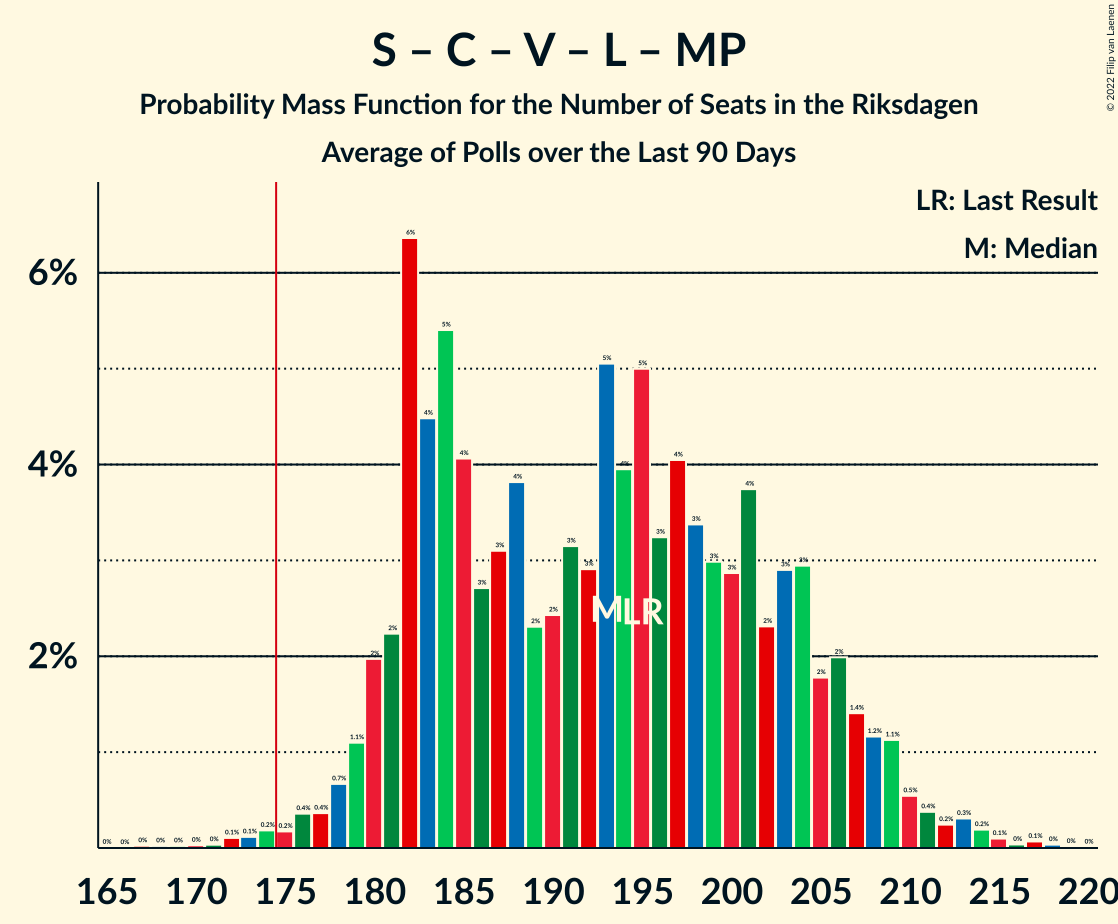 S – C – V – L – MP
Probability Mass Function for the Number of Seats in the Riksdagen
Average of Polls over the Last 90 Days
© 2022 Filip van Laenen
LR: Last Result
M: Median
6%
4%
2%
0% 0% 0% 0% 0% 0% 0% 0.1% 0.1% 0.2% 0.2% 0.4% 0.4% 0.7% 1.1% 2% 2% 6% 4% 5% 4% 3% 3% 4% 2% 2% 3% 3% 5% 4% 5% 3% 4% 3% 3% 3% 4% 2% 3% 3% 2% 2% 1.4% 1.2% 1.1% 0.5% 0.4% 0.2% 0.3% 0.2% 0.1% 0% 0.1% 0% 0% 0%
M LR
165 170 175 180 185 190 195 200 205 210 215 220